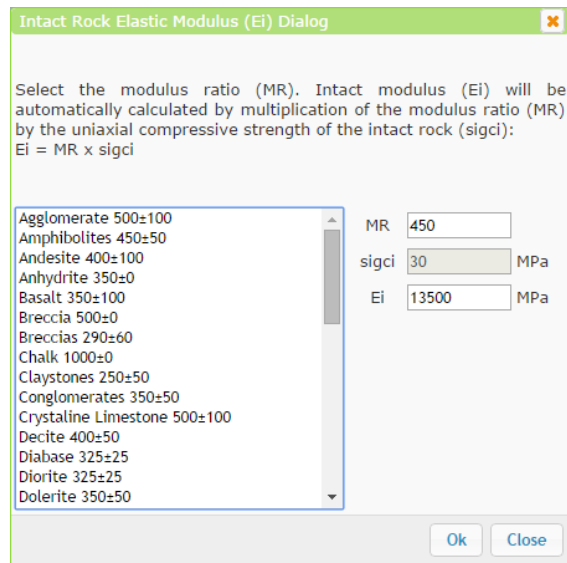 Intact Rock Elastic Modulus (Ei) Dialog
Select the modulus ratio (MR). Intact modulus (Ei) will be
automatically calculated by multiplication of the modulus ratio (MR)
by the uniaxial compressive strength of the intact rock (sigci):
Ei = MR x sigci
Agglomerate 500±100
Amphibolites 450±50
Andesite 400±100
Anhydrite 350±0
Basalt 350±100
Breccia 500±0
Breccias 290±60
Chalk 1000±0
Claystones 250±50
Conglomerates 350±50
Crystaline Limestone 500±100
Decite 400±50
Diabase 325±25
Diorite 325±25
Dolerite 350±50
MR 450
sigci 30 MPa
Ei 13500 MPa
Ok Close